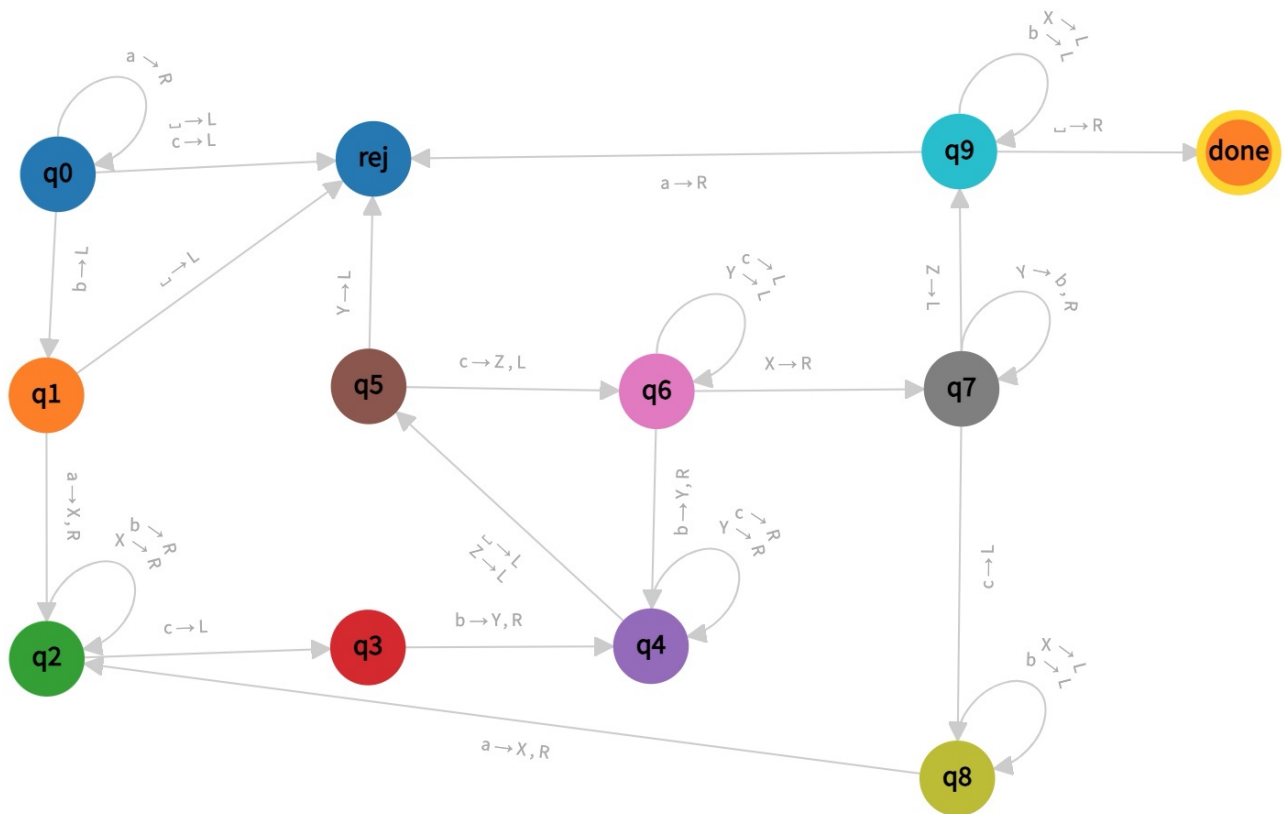 X→L
b→L
a→R
␣→L
c→L
␣→R
q0
rej
q9
done
a→R
b→L
␣→L
Y→L
c→L
Y→L
Z→L
Y→b,R
c→Z,L
X→R
q1
q5
q6
q7
a→X,R
b→R
X→R
␣→L
Z→L
b→Y,R
c→R
Y→R
c→L
c→L
b→Y,R
q2
q3
q4
X→L
b→L
a→X,R
q8